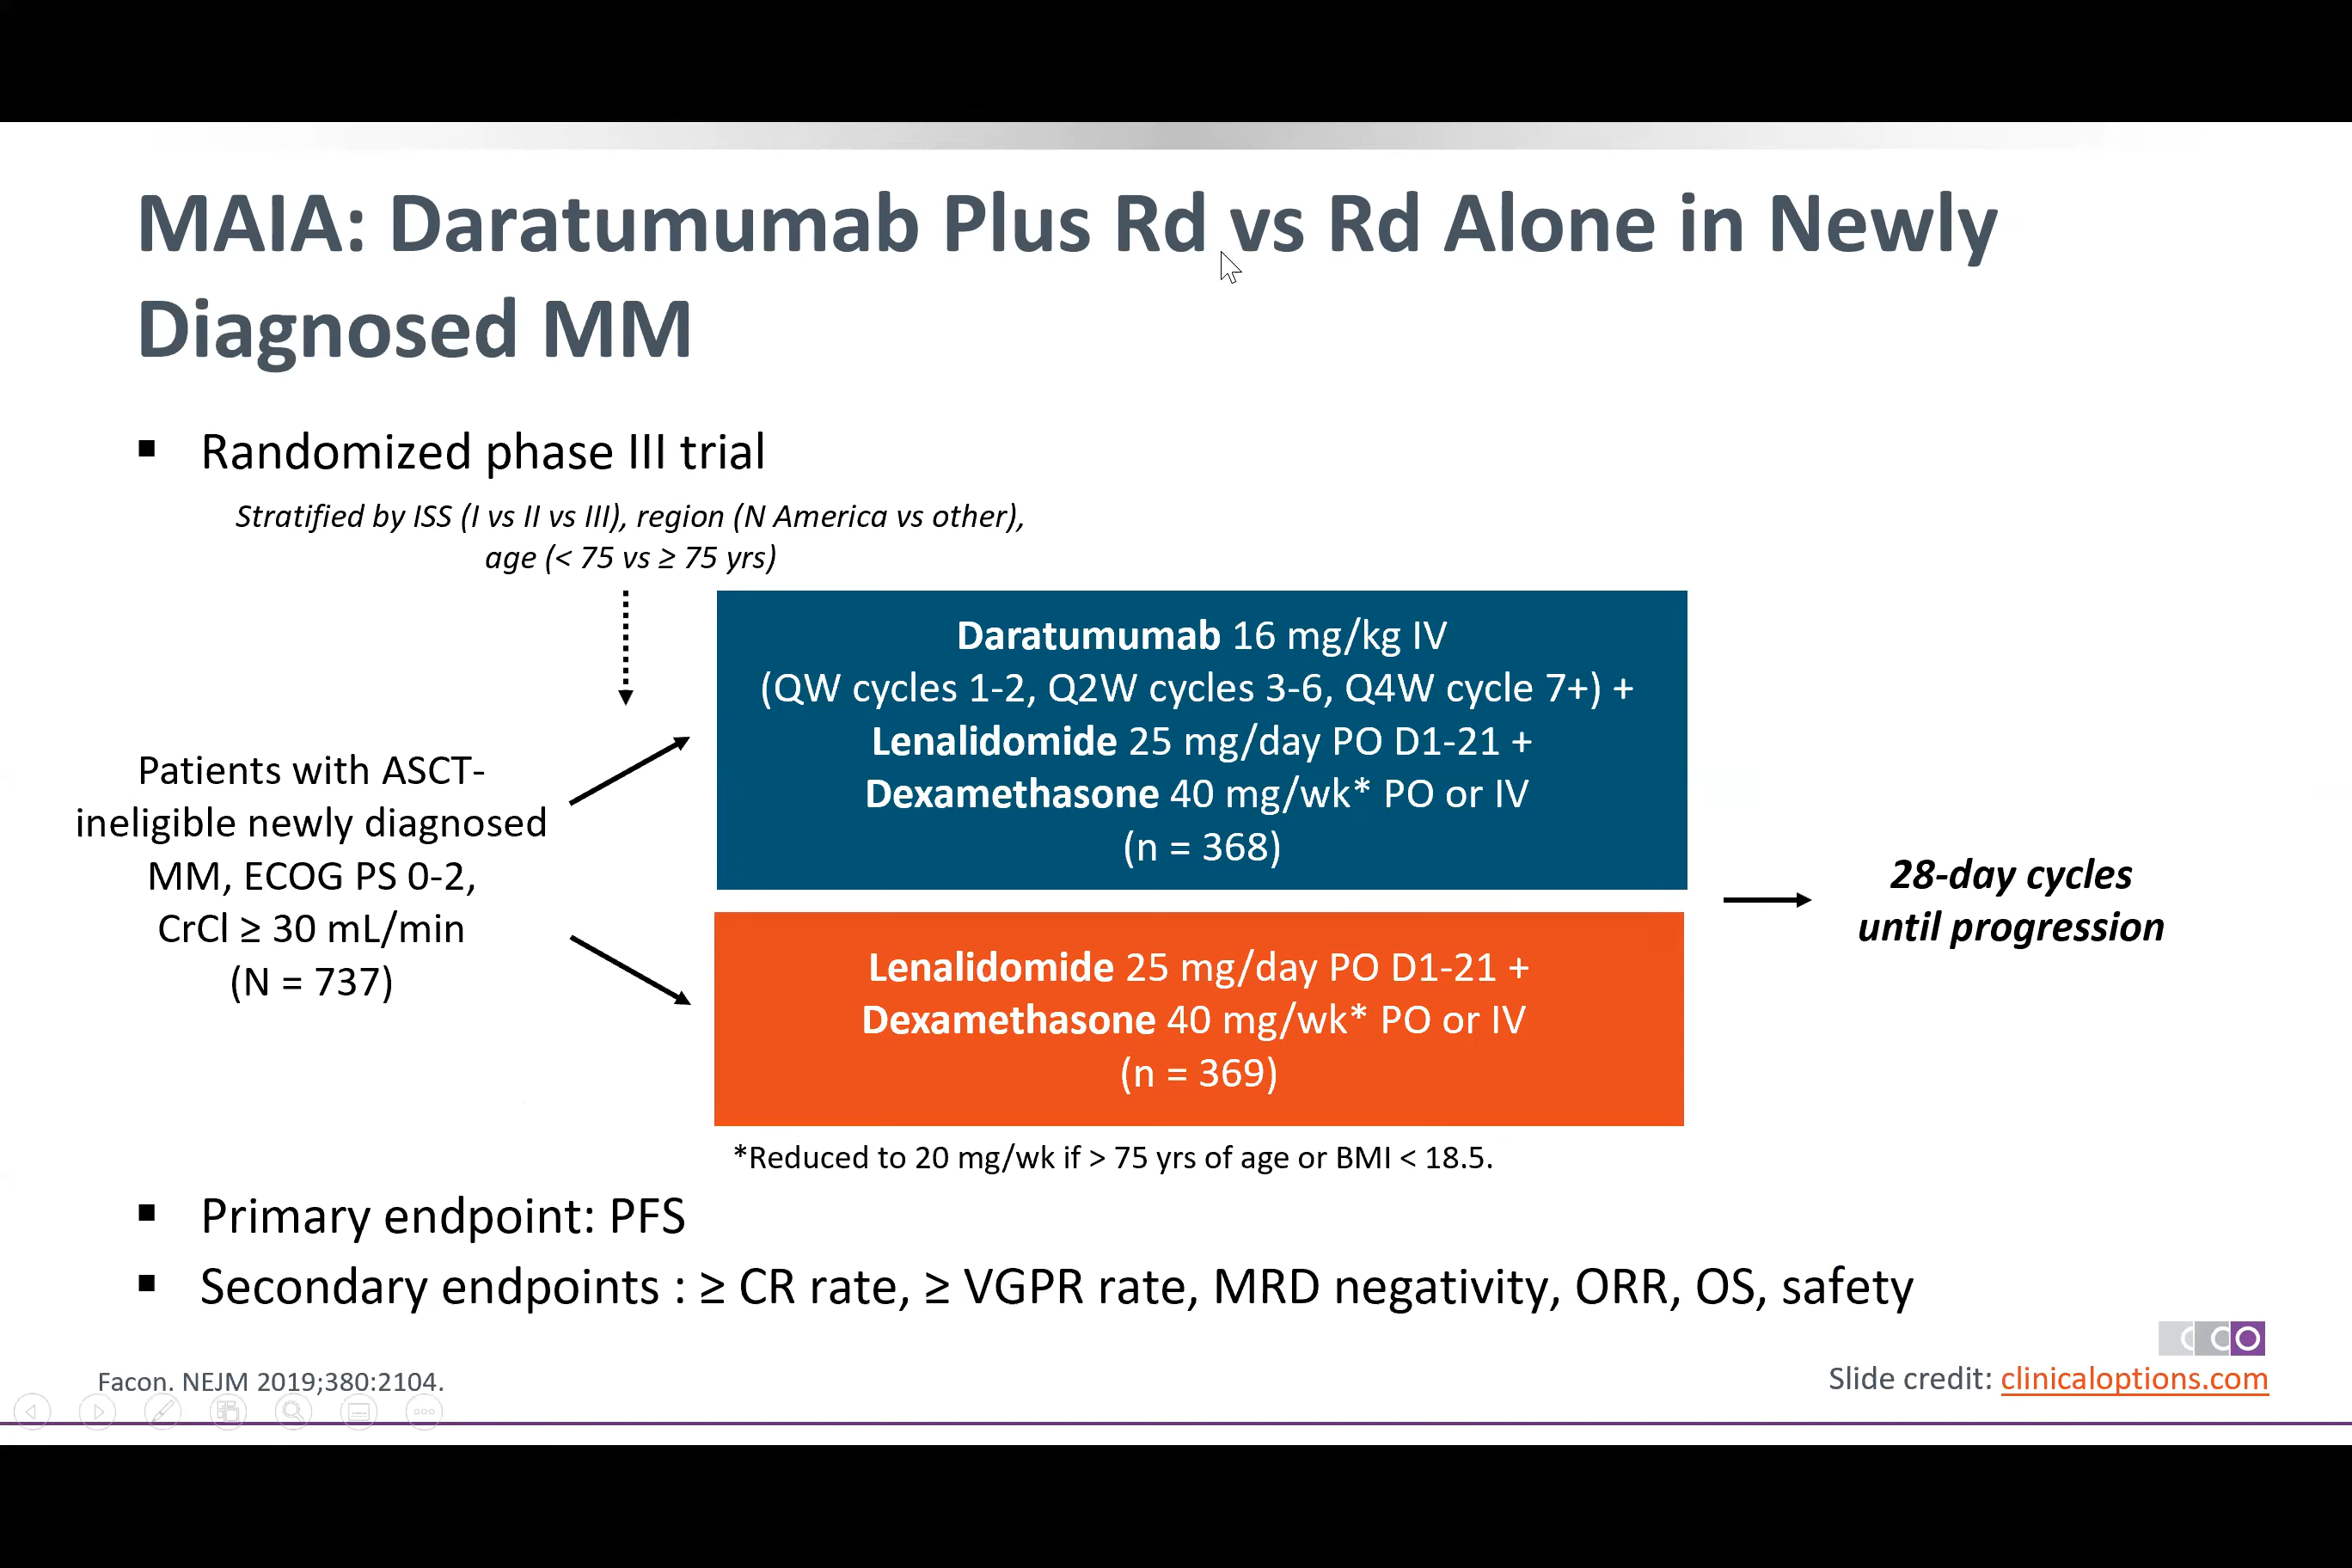 MAIA: Daratumumab Plus Rd vs Rd Alone in Newly
Diagnosed MM
▪ Randomized phase III trial
Stratified by ISS (I vs II vs III), region (N America vs other),
age (< 75 vs ≥ 75 yrs)
Patients with ASCT-
ineligible newly diagnosed
MM, ECOG PS 0-2,
CrCl ≥ 30 mL/min
(N = 737)
Daratumumab 16 mg/kg IV
(QW cycles 1-2, Q2W cycles 3-6, Q4W cycle 7+) +
Lenalidomide 25 mg/day PO D1-21 +
Dexamethasone 40 mg/wk* PO or IV
(n = 368)
Lenalidomide 25 mg/day PO D1-21 +
Dexamethasone 40 mg/wk* PO or IV
(n = 369)
28-day cycles
until progression
*Reduced to 20 mg/wk if > 75 yrs of age or BMI < 18.5.
▪ Primary endpoint: PFS
▪ Secondary endpoints : ≥ CR rate, ≥ VGPR rate, MRD negativity, ORR, OS, safety
Facon. NEJM 2019;380:2104.
CCO
Slide credit: clinicaloptions.com